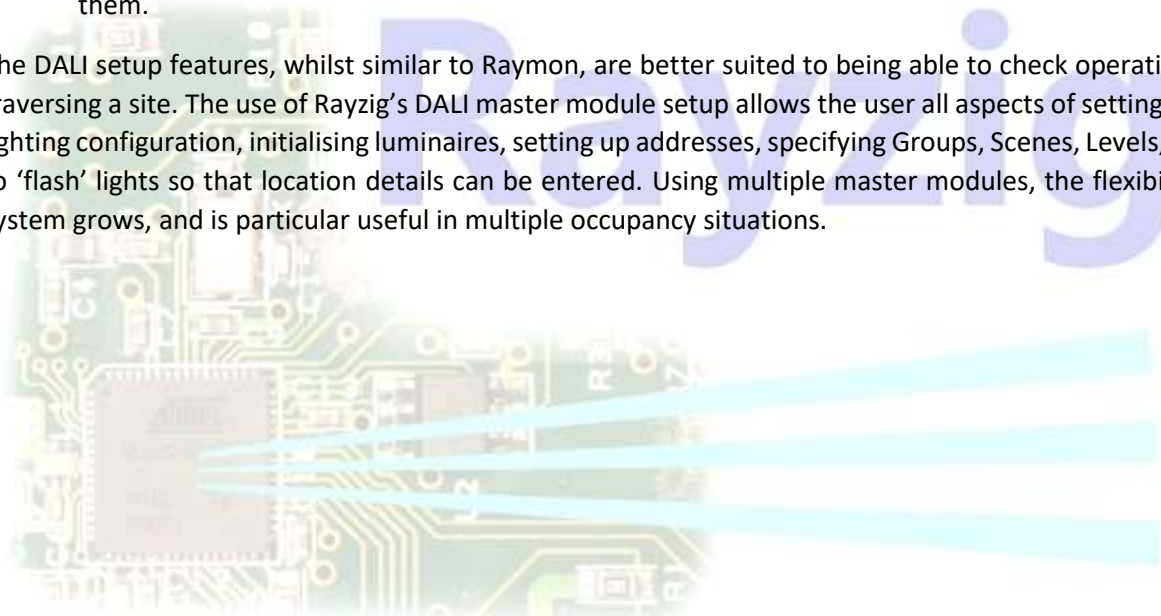 them.
he DALI setup features, whilst similar to Raymon, are better suited to being able to check operati
raversing a site. The use of Rayzig's DALI master module setup allows the user all aspects of setting
ghting configuration, initialising luminaires, setting up addresses, specifying Groups, Scenes, Levels,
o 'flash' lights so that location details can be entered. Using multiple master modules, the flexibi
ystem grows, and is particular useful in multiple occupancy situations.
Rayzig
C4
L2
R1